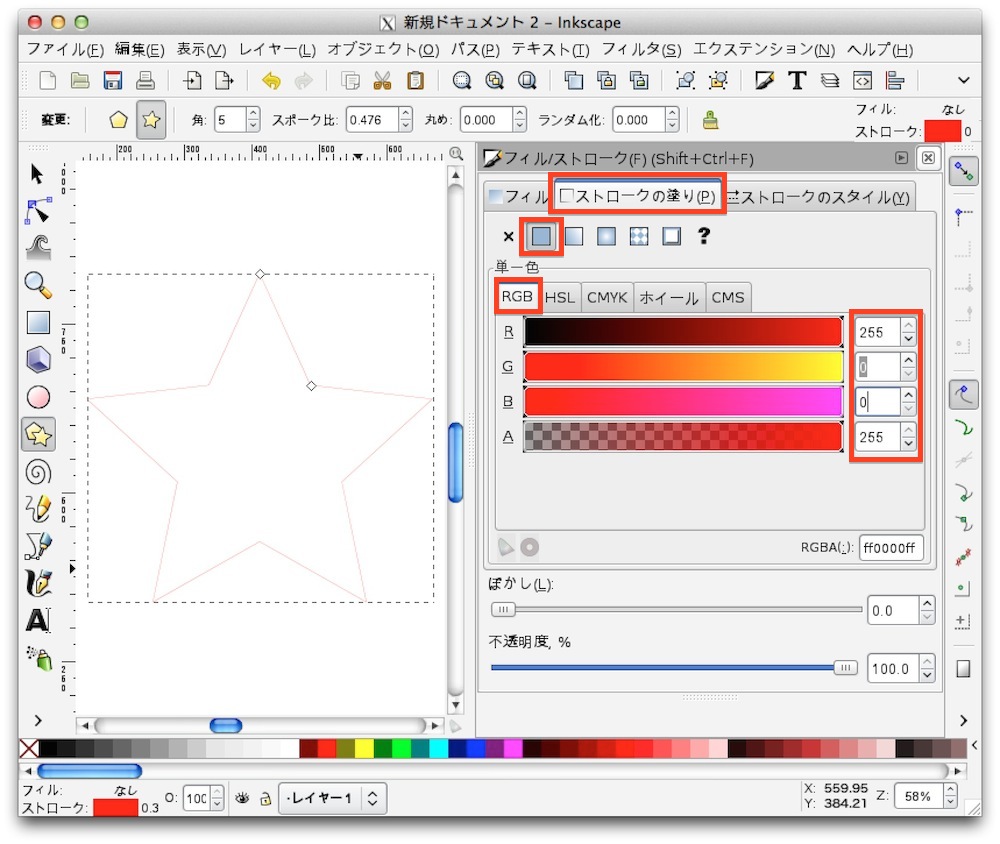 新規ドキュメント 2 - Inkscape
ファイル(F) 編集(E) 表示(V) レイヤー(L) オブジェクト(O) パス(P) テキスト(T) フィルタ(S) エクステンション(N) ヘルプ(H)
変更: 角: 5 スポーク比: 0.476 丸め: 0.000 ランダム化: 0.000
フィル: なし
ストローク: 0
200 300 400 500 600
フィル/ストローク(F) (Shift+Ctrl+F)
フィル ストロークの塗り(P) ストロークのスタイル(Y)
?
単一色
RGB HSL CMYK ホイール CMS
R 255
G 0
B 0
A 255
RGBA(:): ff0000ff
ぼかし(L):
0.0
不透明度, %
100.0
フィル: なし
ストローク: 0.3
O: 100
·レイヤー1
X: 559.95
Y: 384.21
Z: 58%